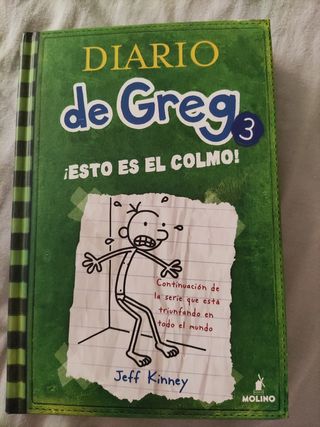 DIARIO
de Greg 3
¡ESTO ES EL COLMO!
Continuación de
la serie que está
triunfando en
todo el mundo
Jeff Kinney
MOLINO